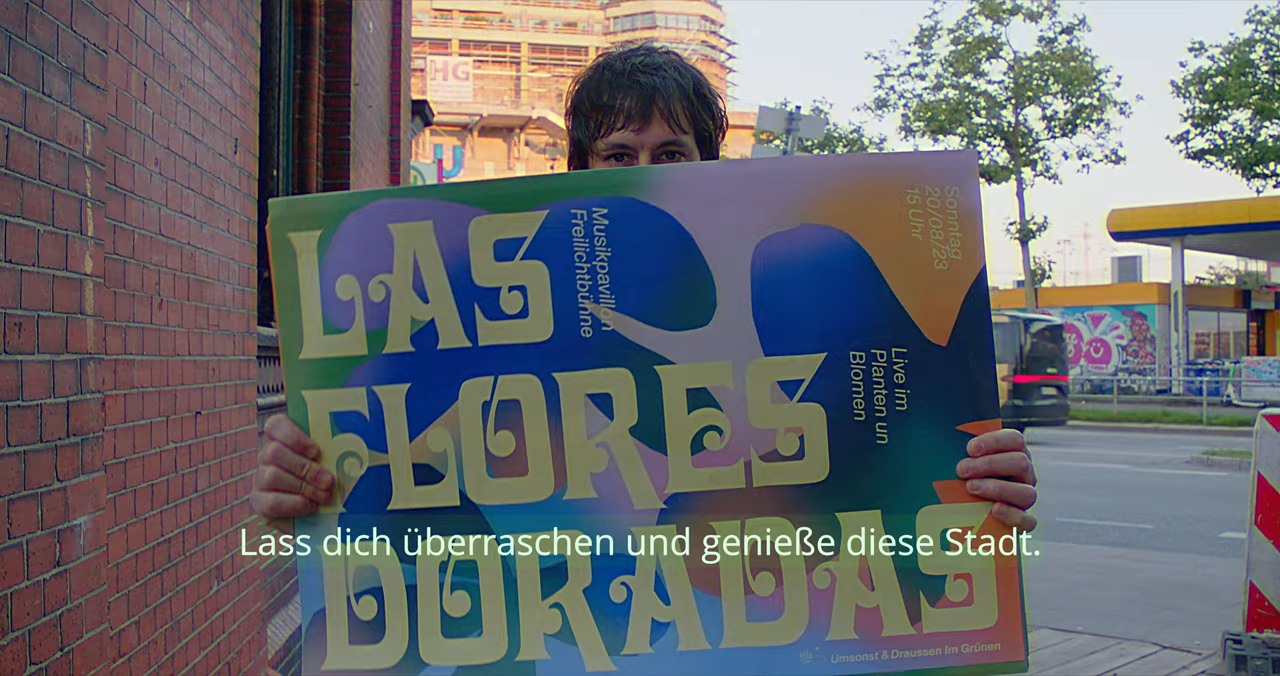 HG
LAS
FLORES
DORADAS
Musikpavillon
Freilichtbühne
Sonntag
20/08/23
15 Uhr
Live im
Planten un
Blomen
Umsonst & Draussen Im Grünen
Lass dich überraschen und genieße diese Stadt.